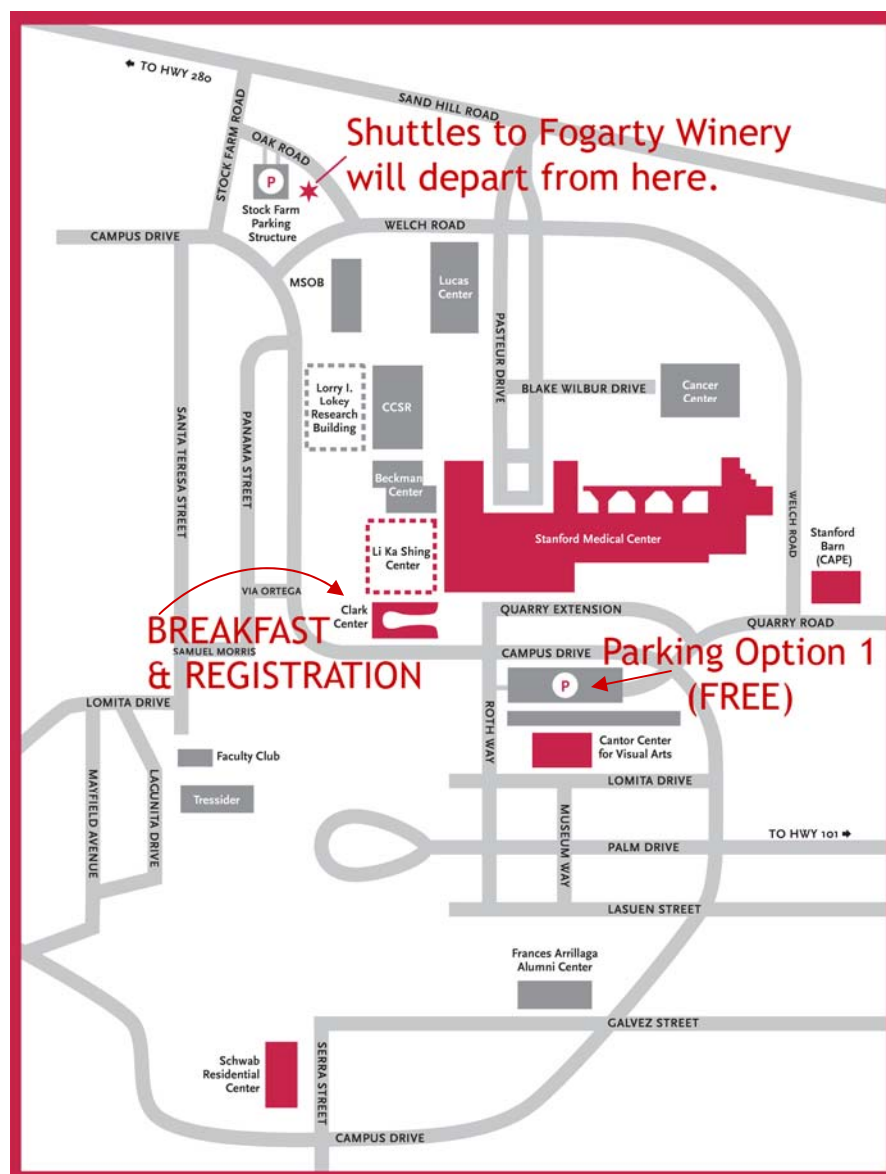 TO HWY 280
SAND HILL ROAD
STOCK FARM ROAD
OAK ROAD
Shuttles to Fogarty Winery
will depart from here.
P
Stock Farm
Parking
Structure
CAMPUS DRIVE
WELCH ROAD
MSOB
Lucas
Center
PASTEUR DRIVE
Lorry I.
Lokey
Research
Building
CCSR
BLAKE WILBUR DRIVE
Cancer
Center
SANTA TERESA STREET
PANAMA STREET
Beckman
Center
WELCH ROAD
Stanford Medical Center
Stanford
Barn
(CAPE)
Li Ka Shing
Center
VIA ORTEGA
Clark
Center
QUARRY EXTENSION
QUARRY ROAD
BREAKFAST
& REGISTRATION
SAMUEL MORRIS
CAMPUS DRIVE
Parking Option 1
(FREE)
P
LOMITA DRIVE
ROTH WAY
Cantor Center
for Visual Arts
Faculty Club
MAYFIELD AVENUE
LAGUNITA DRIVE
Tressider
LOMITA DRIVE
MUSEUM WAY
TO HWY 101
PALM DRIVE
LASUEN STREET
Frances Arrillaga
Alumni Center
GALVEZ STREET
Schwab
Residential
Center
SERRA STREET
CAMPUS DRIVE